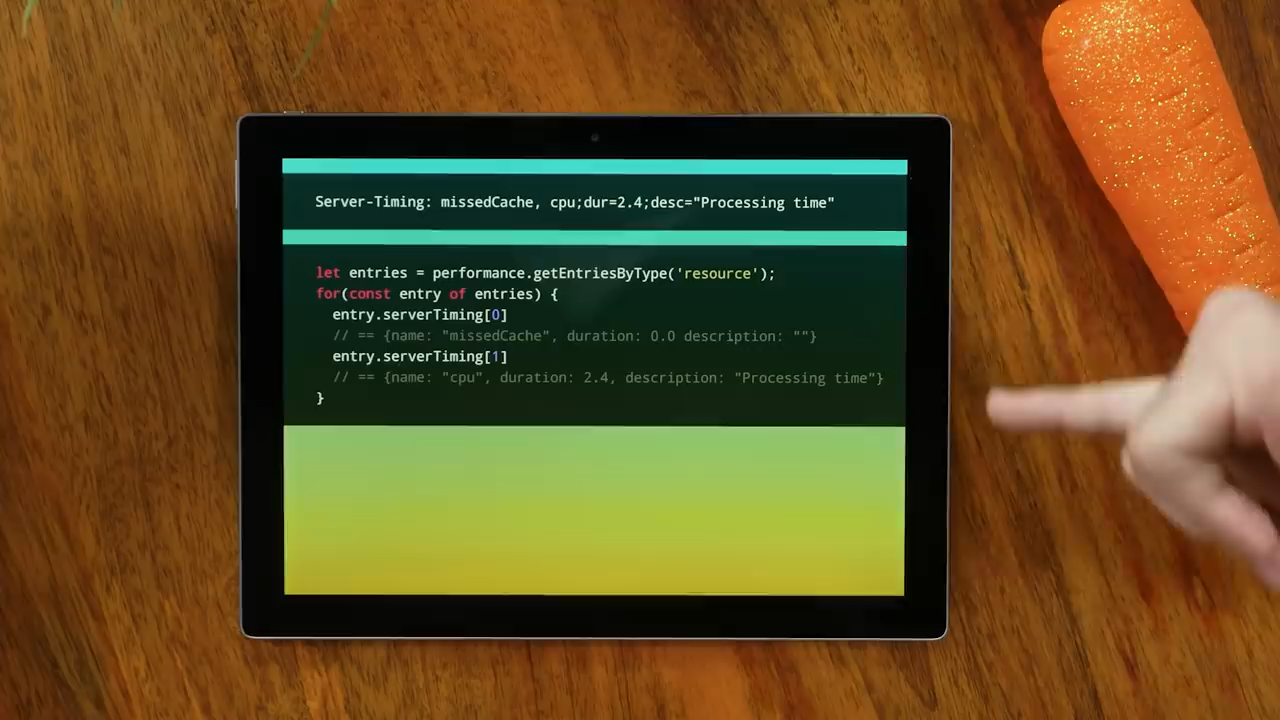 Server-Timing: missedCache, cpu;dur=2.4;desc="Processing time"
let entries = performance.getEntriesByType('resource');
for(const entry of entries) {
entry.serverTiming[0]
// == {name: "missedCache", duration: 0.0 description: ""}
entry.serverTiming[1]
// == {name: "cpu", duration: 2.4, description: "Processing time"}
}